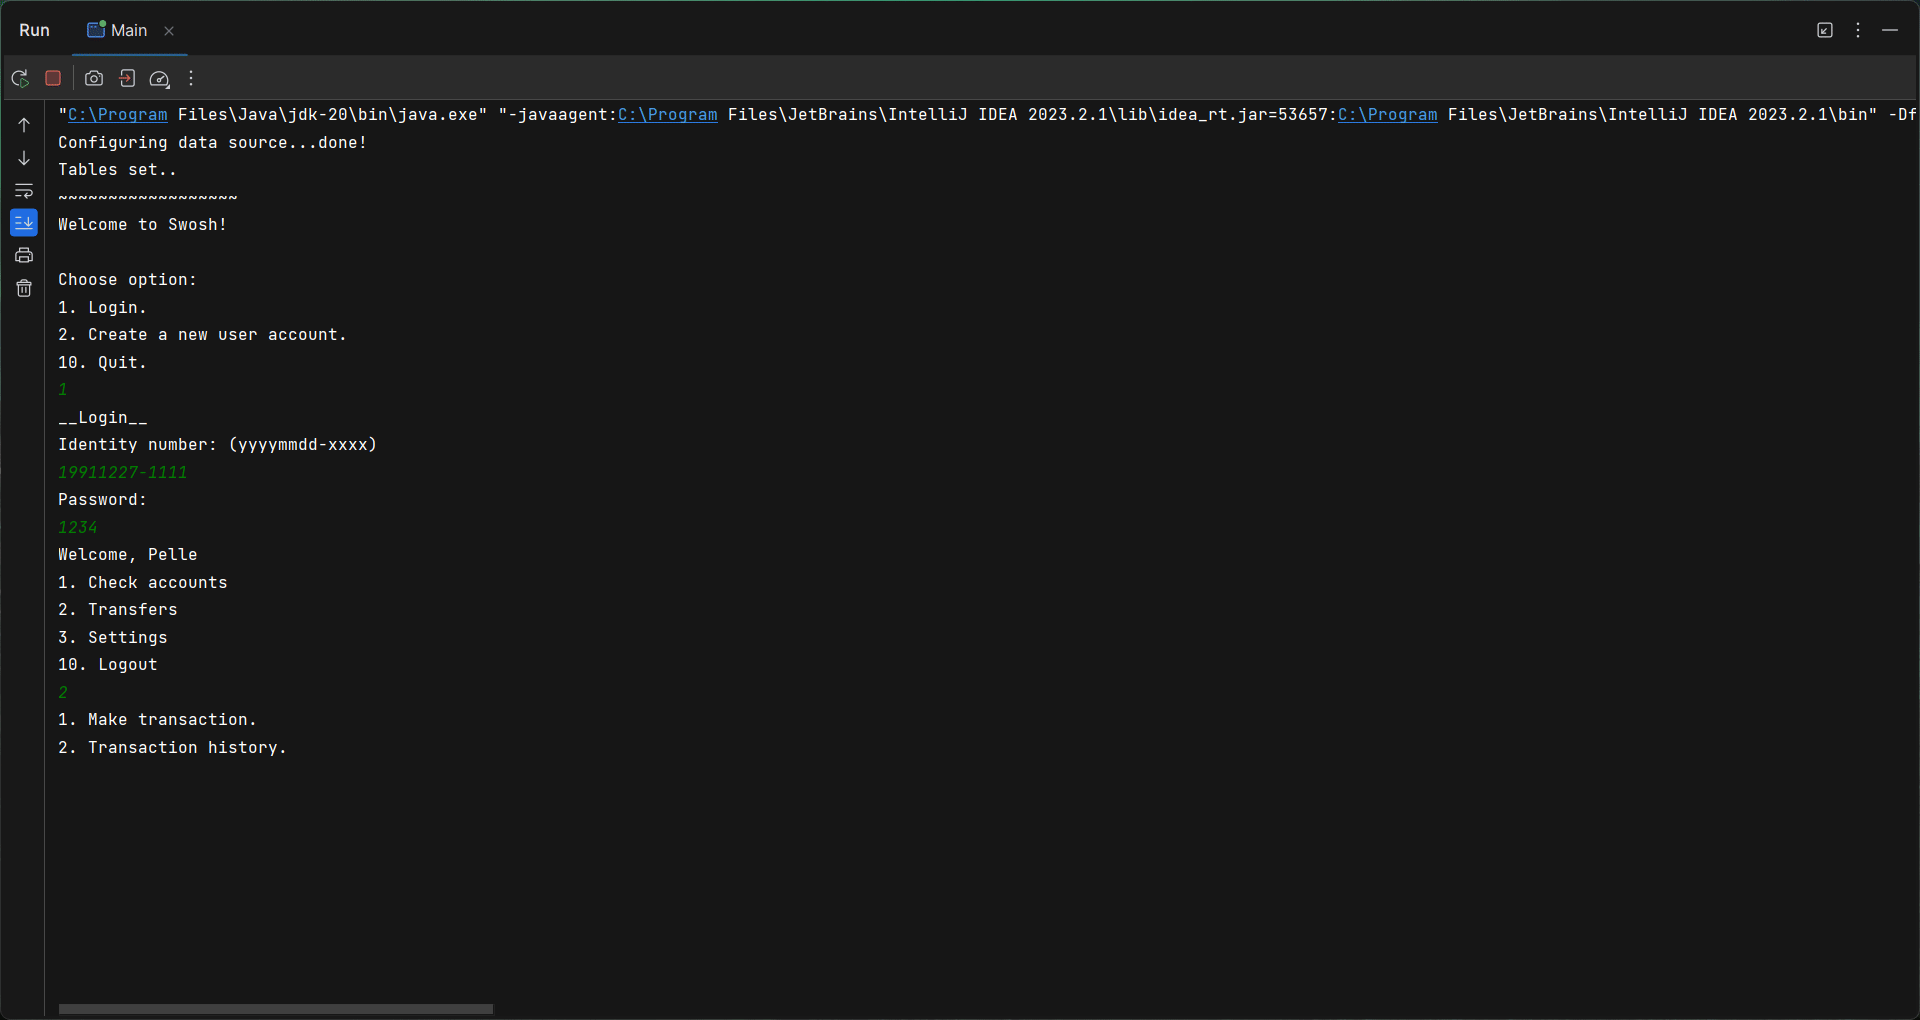 Run Main
"C:\Program Files\Java\jdk-20\bin\java.exe" "-javaagent:C:\Program Files\JetBrains\IntelliJ IDEA 2023.2.1\lib\idea_rt.jar=53657:C:\Program Files\JetBrains\IntelliJ IDEA 2023.2.1\bin" -Df
Configuring data source...done!
Tables set..
~~~~~~~~~~~~~~~~~~
Welcome to Swosh!
Choose option:
1. Login.
2. Create a new user account.
10. Quit.
1
__Login__
Identity number: (yyyymmdd-xxxx)
19911227-1111
Password:
1234
Welcome, Pelle
1. Check accounts
2. Transfers
3. Settings
10. Logout
2
1. Make transaction.
2. Transaction history.